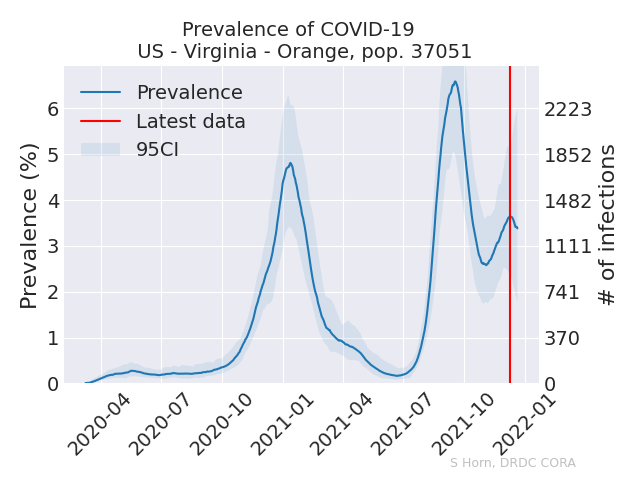 Prevalence of COVID-19
US - Virginia - Orange, pop. 37051
Prevalence
Latest data
95CI
Prevalence (%)
6
5
4
3
2
1
0
2223
1852
1482
1111
741
370
0
# of infections
2020-04
2020-07
2020-10
2021-01
2021-04
2021-07
2021-10
2022-01
S Horn, DRDC CORA